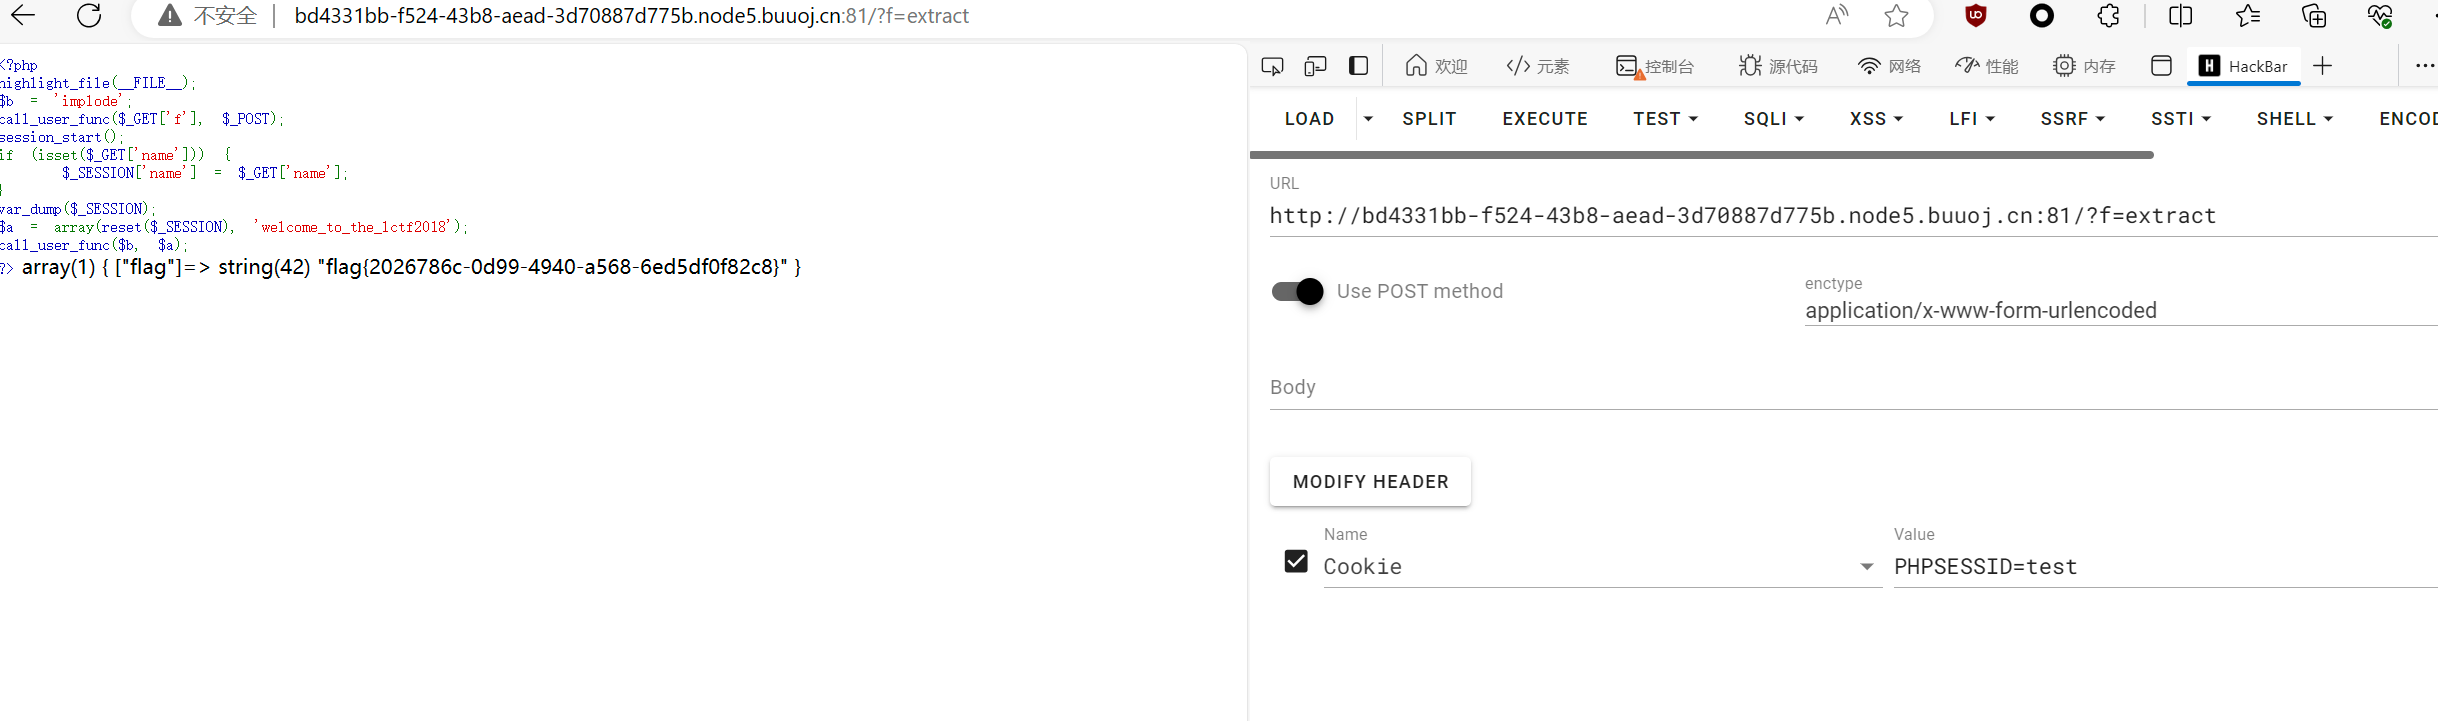 不安全 | bd4331bb-f524-43b8-aead-3d70887d775b.node5.buuoj.cn:81/?f=extract
<?php
highlight_file(__FILE__);
$b = 'implode';
call_user_func($_GET['f'], $_POST);
session_start();
if (isset($_GET['name'])) {
$_SESSION['name'] = $_GET['name'];
}
var_dump($_SESSION);
$a = array(reset($_SESSION), 'welcome_to_the_lctf2018');
call_user_func($b, $a);
?> array(1) { ["flag"]=> string(42) "flag{2026786c-0d99-4940-a568-6ed5df0f82c8}" }
欢迎 </> 元素 控制台 源代码 网络 性能 内存 HackBar
LOAD SPLIT EXECUTE TEST SQLI XSS LFI SSRF SSTI SHELL ENCOD
URL
http://bd4331bb-f524-43b8-aead-3d70887d775b.node5.buuoj.cn:81/?f=extract
Use POST method
enctype
application/x-www-form-urlencoded
Body
MODIFY HEADER
Name
Cookie
Value
PHPSESSID=test